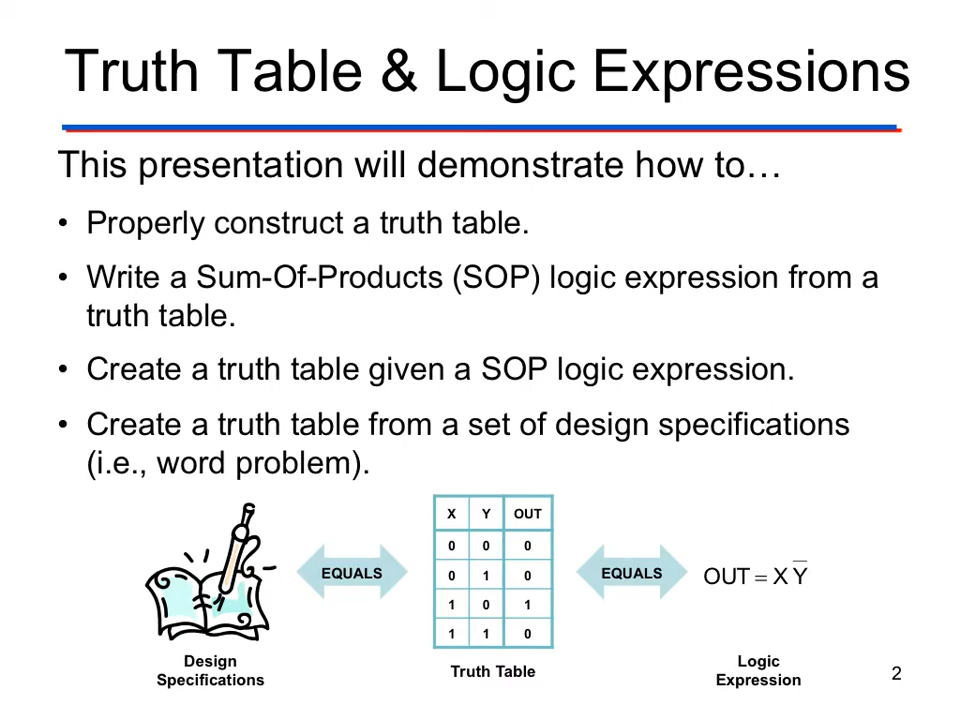 Truth Table & Logic Expressions
This presentation will demonstrate how to…
• Properly construct a truth table.
• Write a Sum-Of-Products (SOP) logic expression from a
truth table.
• Create a truth table given a SOP logic expression.
• Create a truth table from a set of design specifications
(i.e., word problem).
X Y OUT
0 0 0
0 1 0
1 0 1
1 1 0
EQUALS
EQUALS
OUT = X Y̅
Design
Specifications
Truth Table
Logic
Expression
2